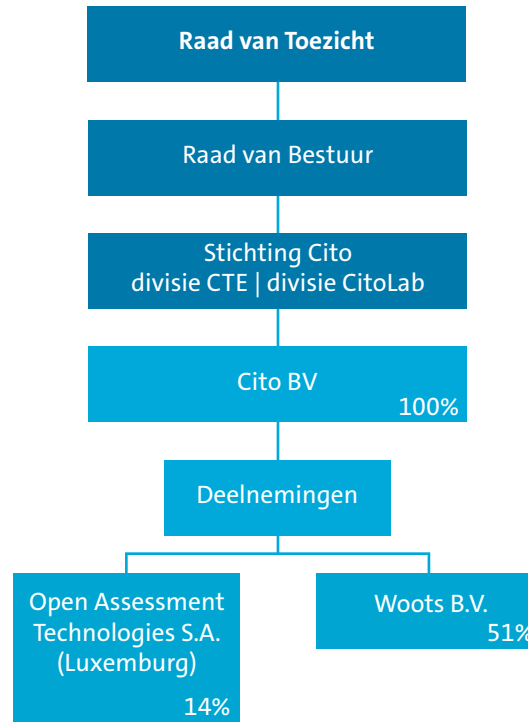 Raad van Toezicht
Raad van Bestuur
Stichting Cito
divisie CTE | divisie CitoLab
Cito BV
100%
Deelnemingen
Open Assessment
Technologies S.A.
(Luxemburg)
14%
Woots B.V.
51%